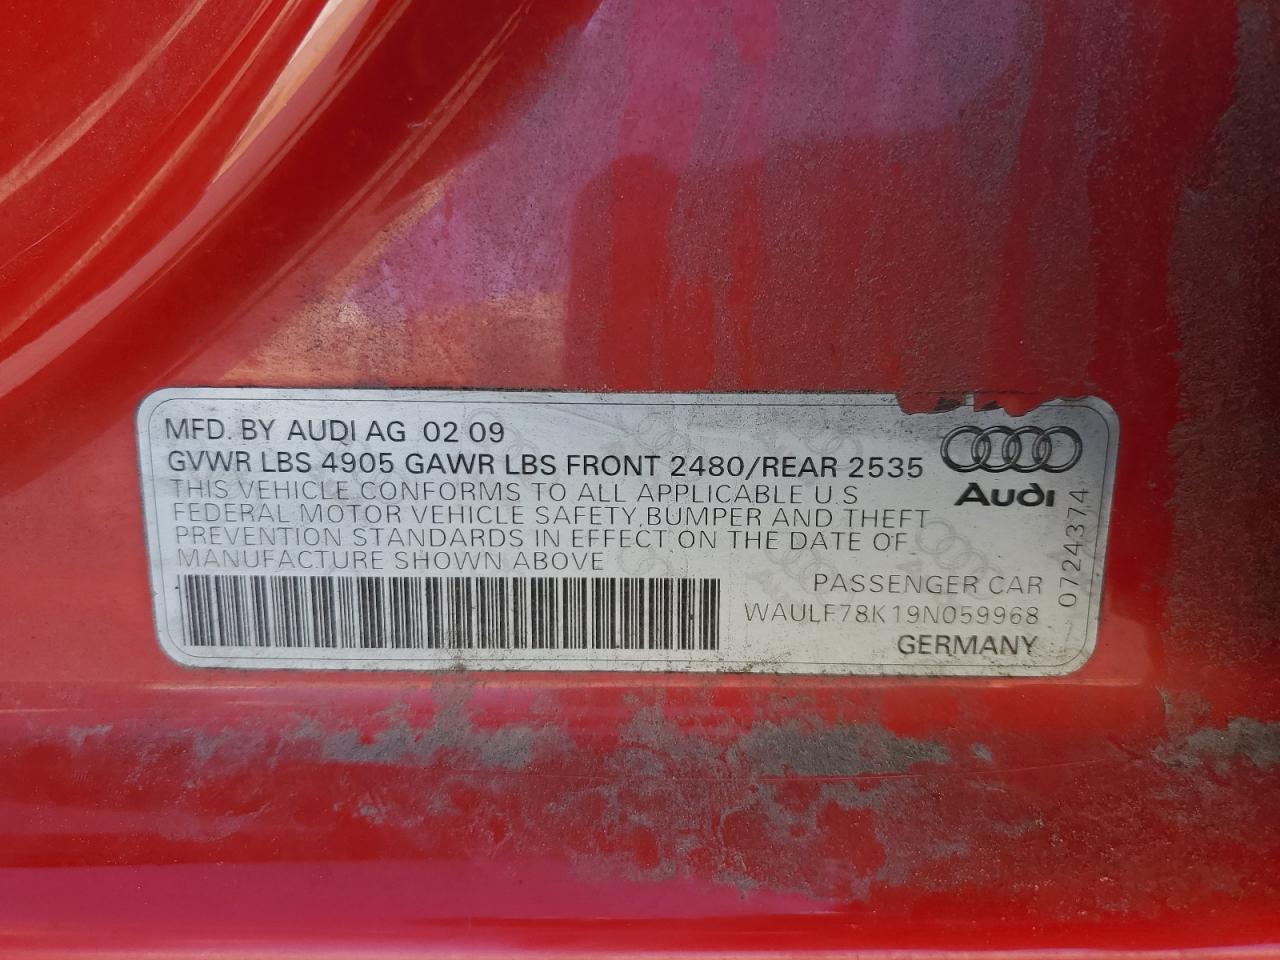 MFD. BY AUDI AG 02 09
GVWR LBS 4905 GAWR LBS FRONT 2480/REAR 2535
THIS VEHICLE CONFORMS TO ALL APPLICABLE U.S
FEDERAL MOTOR VEHICLE SAFETY, BUMPER AND THEFT
PREVENTION STANDARDS IN EFFECT ON THE DATE OF
MANUFACTURE SHOWN ABOVE
Audi
0724374
PASSENGER CAR
WAULF78K19N059968
GERMANY